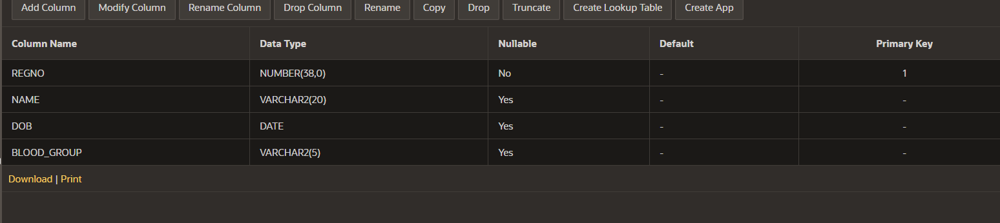 Add Column Modify Column Rename Column Drop Column Rename Copy Drop Truncate Create Lookup Table Create App
Column Name Data Type Nullable Default Primary Key
REGNO NUMBER(38,0) No - 1
NAME VARCHAR2(20) Yes - -
DOB DATE Yes - -
BLOOD_GROUP VARCHAR2(5) Yes - -
Download | Print